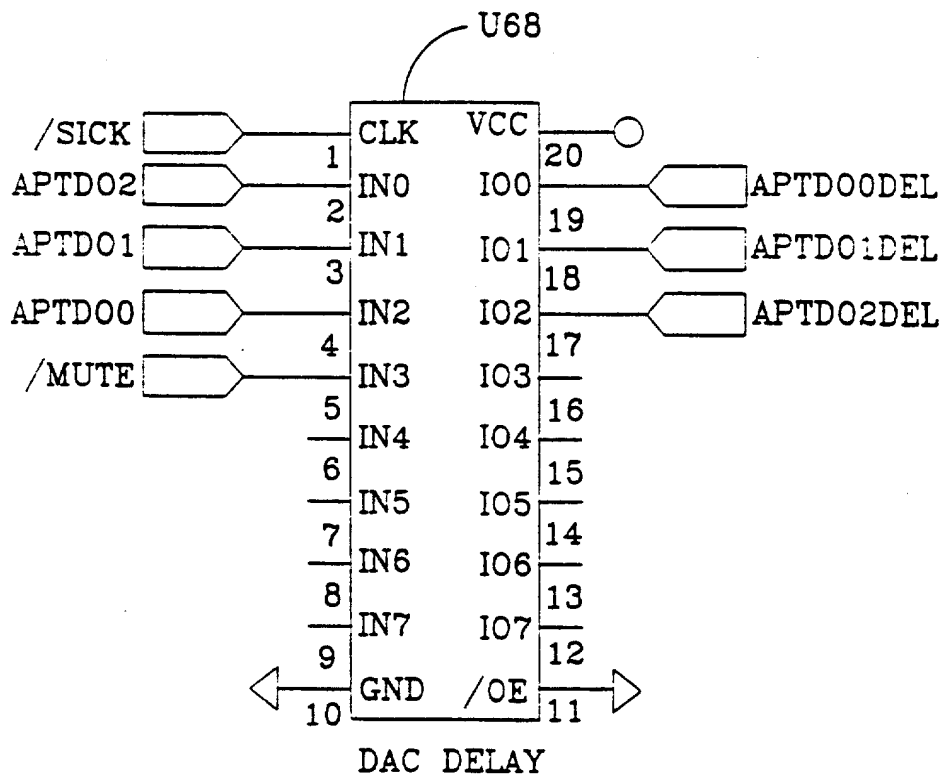 U68
/SICK CLK 1 VCC 20
APTDO2 IN0 2 IO0 19 APTDO0DEL
APTDO1 IN1 3 IO1 18 APTDO1DEL
APTDO0 IN2 4 IO2 17 APTDO2DEL
/MUTE IN3 5 IO3 16
IN4 6 IO4 15
IN5 7 IO5 14
IN6 8 IO6 13
IN7 9 IO7 12
GND 10 /OE 11
DAC DELAY